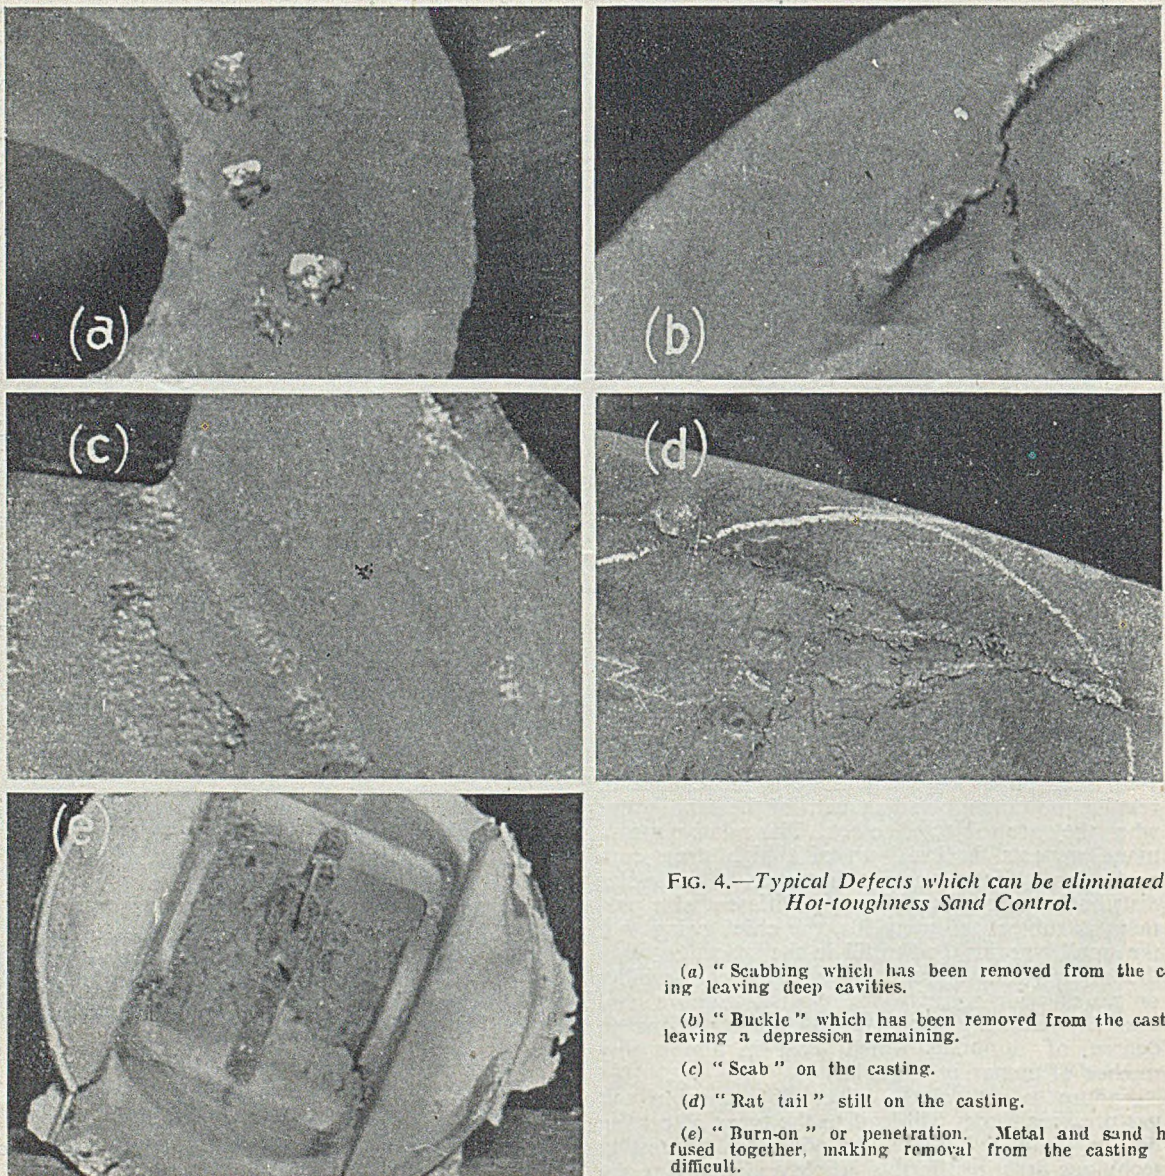 (a)
(b)
(c)
(d)
(e)
FIG. 4.—Typical Defects which can be eliminated
Hot-toughness Sand Control.
(a) “ Scabbing which has been removed from the c
ing leaving deep cavities.
(b) “ Buckle ” which has been removed from the cast
leaving a depression remaining.
(c) “ Scab ” on the casting.
(d) “ Rat tail ” still on the casting.
(e) “ Burn-on ” or penetration. Metal and sand h
fused together, making removal from the casting
difficult.